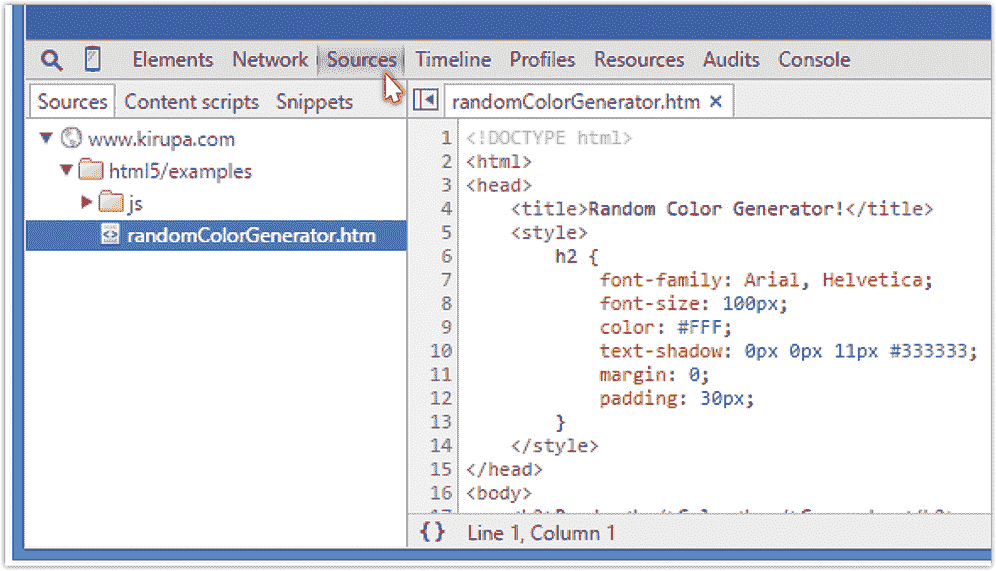 Elements Network Sources Timeline Profiles Resources Audits Console
Sources Content scripts Snippets
randomColorGenerator.htm ×
www.kirupa.com
html5/examples
js
randomColorGenerator.htm
1 <!DOCTYPE html>
2 <html>
3 <head>
4 <title>Random Color Generator!</title>
5 <style>
6 h2 {
7 font-family: Arial, Helvetica;
8 font-size: 100px;
9 color: #FFF;
10 text-shadow: 0px 0px 11px #333333;
11 margin: 0;
12 padding: 30px;
13 }
14 </style>
15 </head>
16 <body>
{} Line 1, Column 1